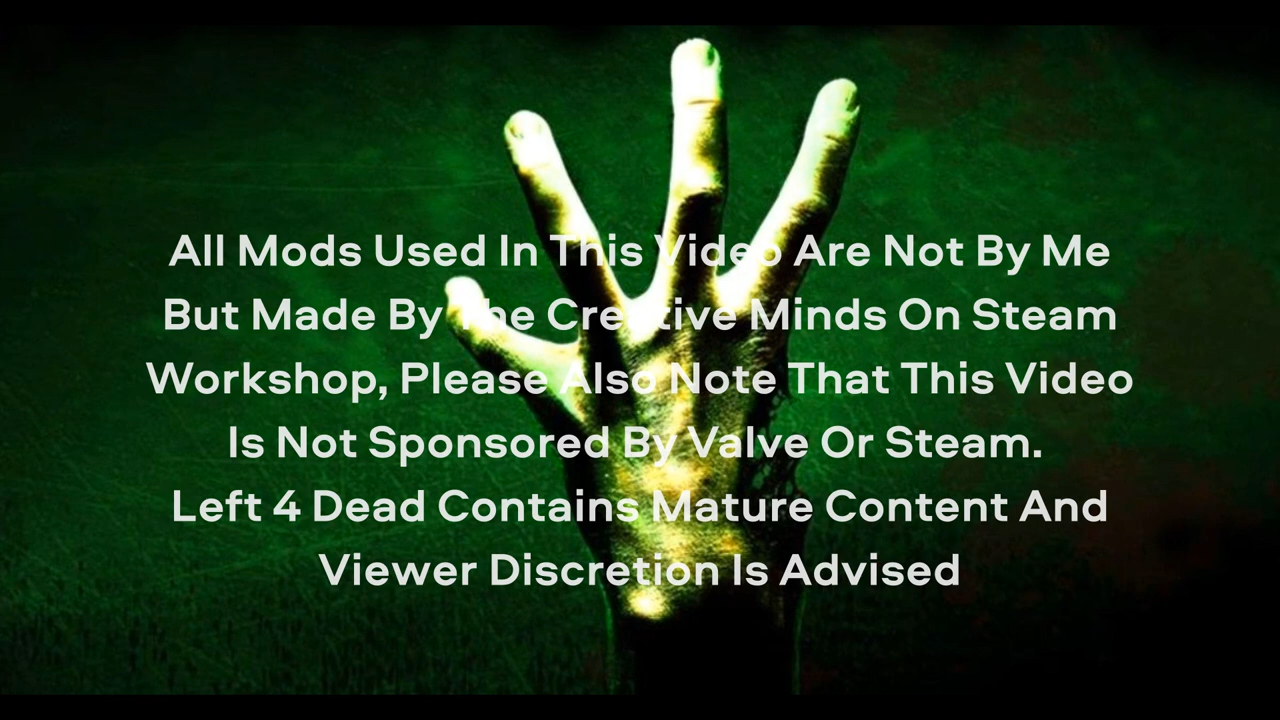 All Mods Used In This Video Are Not By Me
But Made By The Creative Minds On Steam
Workshop, Please Also Note That This Video
Is Not Sponsored By Valve Or Steam.
Left 4 Dead Contains Mature Content And
Viewer Discretion Is Advised